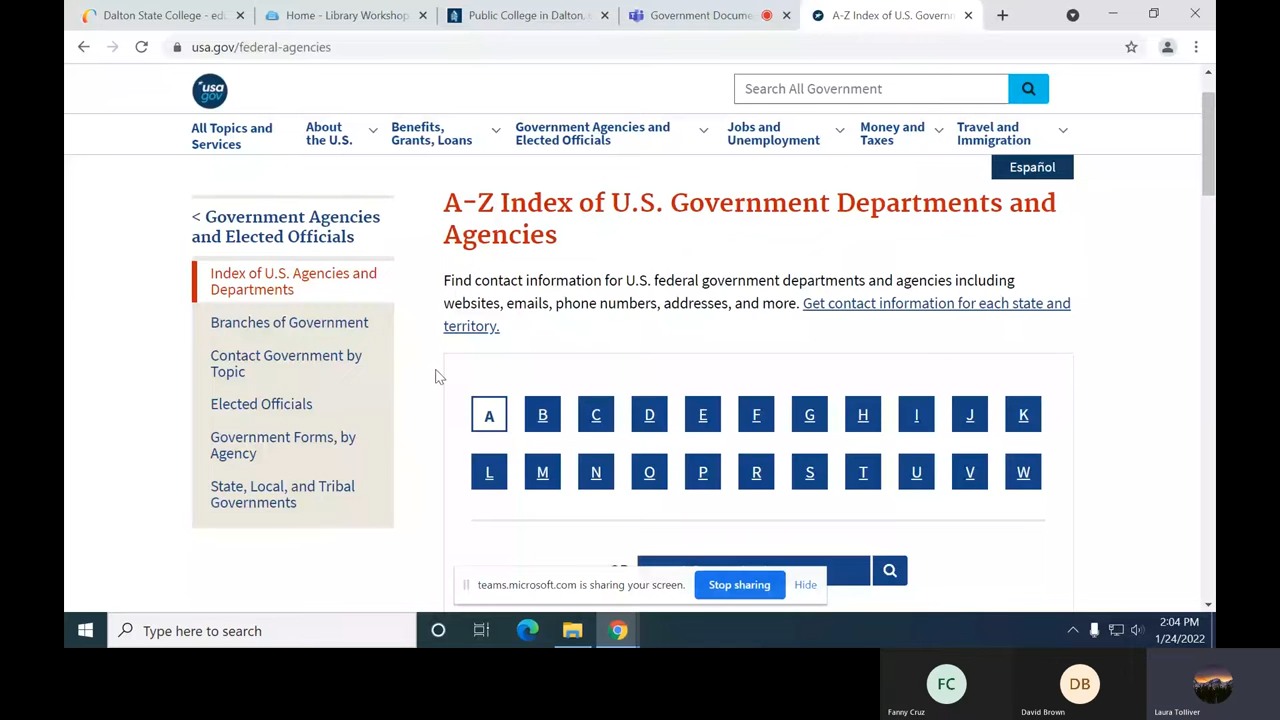 Dalton State College - edu
Home - Library Workshop
Public College in Dalton,
Government Docume
A-Z Index of U.S. Govern
usa.gov/federal-agencies
usa
gov
Search All Government
All Topics and
Services
About
the U.S.
Benefits,
Grants, Loans
Government Agencies and
Elected Officials
Jobs and
Unemployment
Money and
Taxes
Travel and
Immigration
Español
< Government Agencies
and Elected Officials
Index of U.S. Agencies and
Departments
Branches of Government
Contact Government by
Topic
Elected Officials
Government Forms, by
Agency
State, Local, and Tribal
Governments
A-Z Index of U.S. Government Departments and
Agencies
Find contact information for U.S. federal government departments and agencies including
websites, emails, phone numbers, addresses, and more. Get contact information for each state and
territory.
A B C D E F G H I J K
L M N O P R S T U V W
teams.microsoft.com is sharing your screen. Stop sharing Hide
Type here to search
2:04 PM
1/24/2022
FC
DB
Fanny Cruz
David Brown
Laura Tolliver